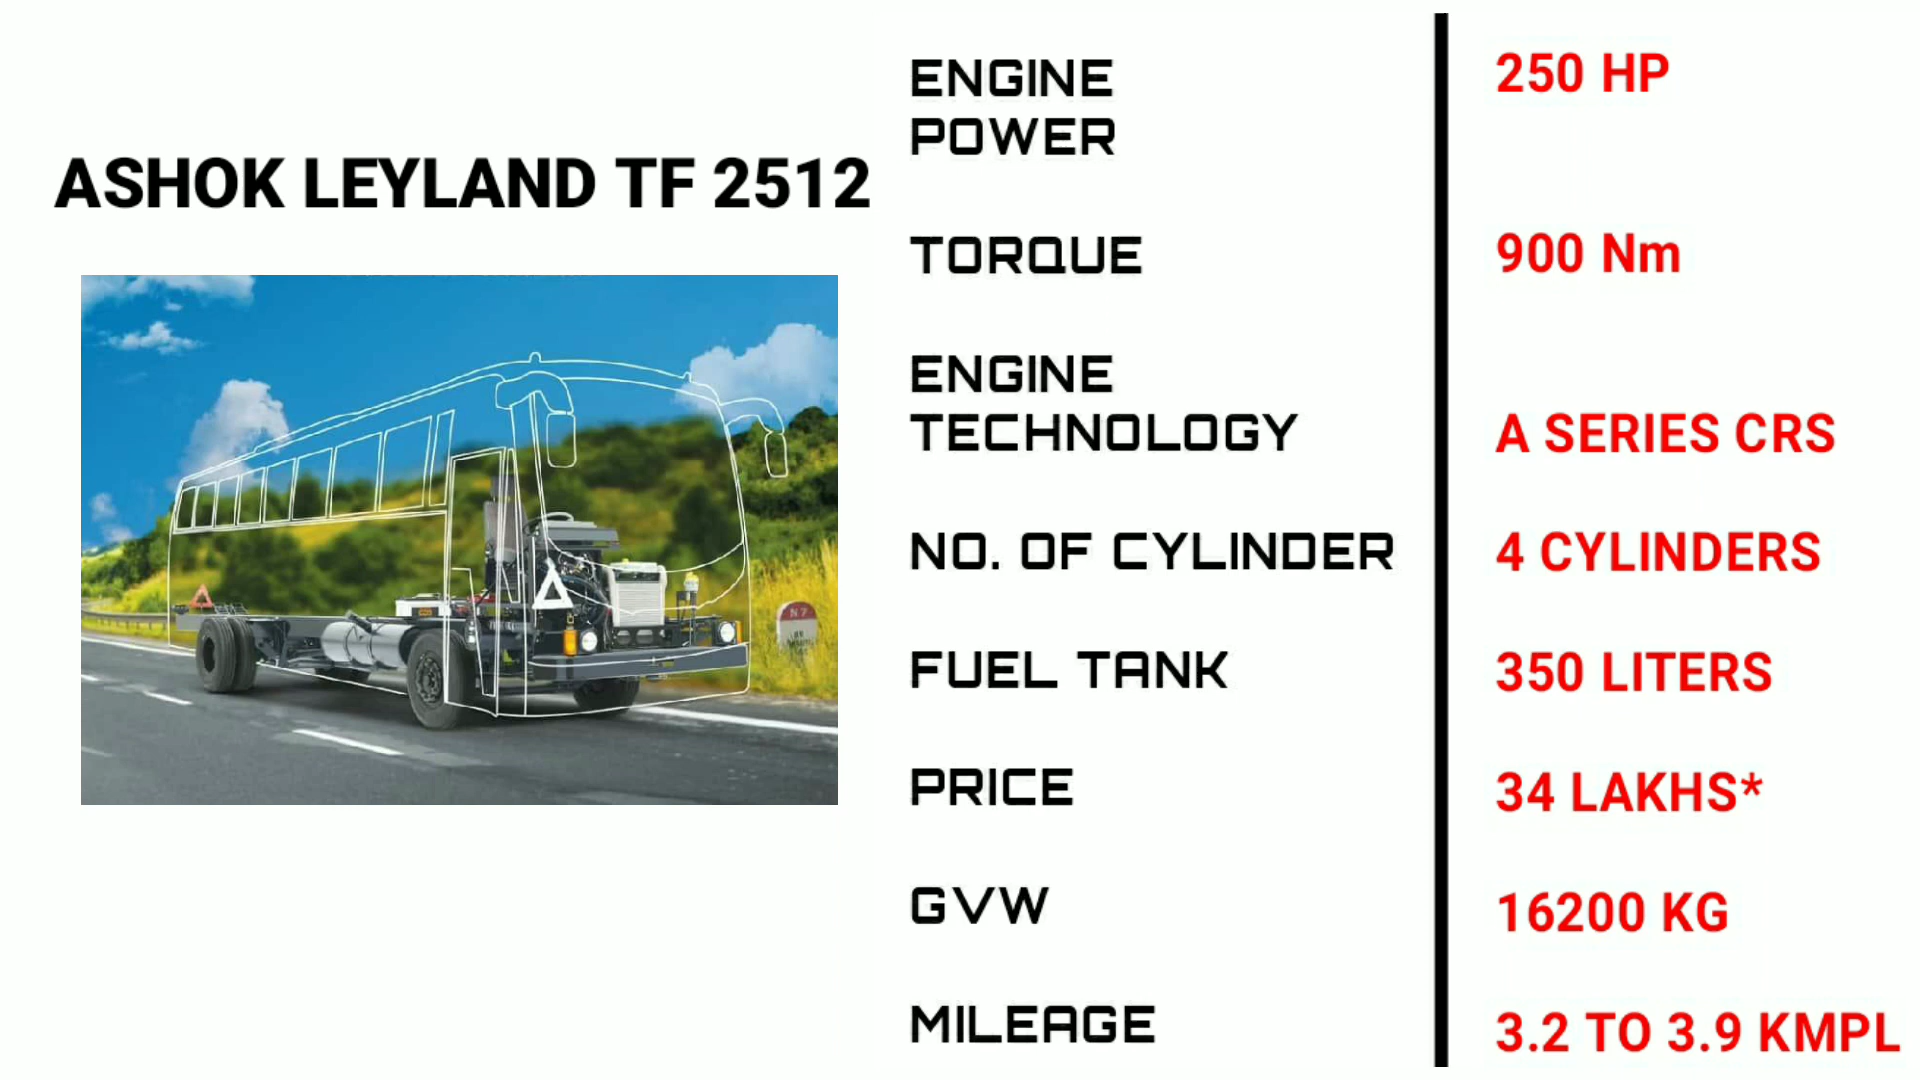 ASHOK LEYLAND TF 2512
N 7
ENGINE
POWER
250 HP
TORQUE
900 Nm
ENGINE
TECHNOLOGY
A SERIES CRS
NO. OF CYLINDER
4 CYLINDERS
FUEL TANK
350 LITERS
PRICE
34 LAKHS*
GVW
16200 KG
MILEAGE
3.2 TO 3.9 KMPL